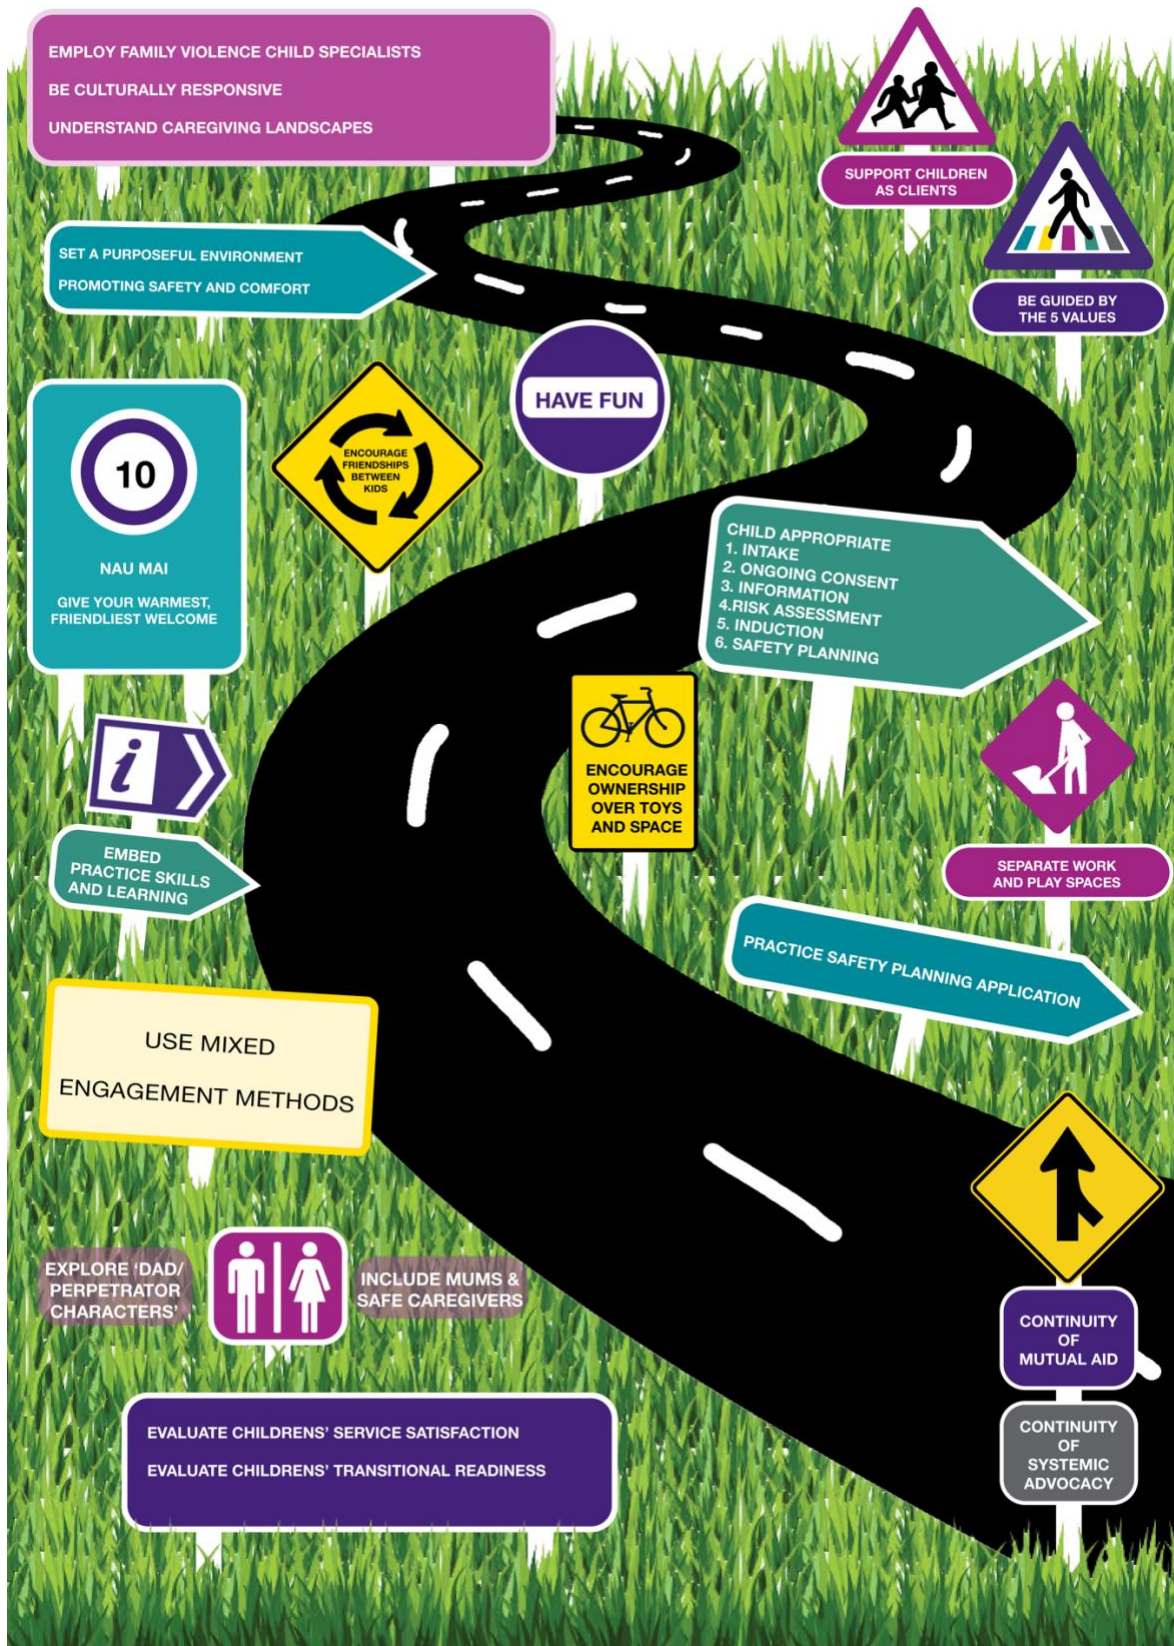 EMPLOY FAMILY VIOLENCE CHILD SPECIALISTS
BE CULTURALLY RESPONSIVE
UNDERSTAND CAREGIVING LANDSCAPES
SUPPORT CHILDREN
AS CLIENTS
BE GUIDED BY
THE 5 VALUES
SET A PURPOSEFUL ENVIRONMENT
PROMOTING SAFETY AND COMFORT
HAVE FUN
10
NAU MAI
GIVE YOUR WARMEST,
FRIENDLIEST WELCOME
ENCOURAGE
FRIENDSHIPS
BETWEEN
KIDS
CHILD APPROPRIATE
1. INTAKE
2. ONGOING CONSENT
3. INFORMATION
4.RISK ASSESSMENT
5. INDUCTION
6. SAFETY PLANNING
i
EMBED
PRACTICE SKILLS
AND LEARNING
ENCOURAGE
OWNERSHIP
OVER TOYS
AND SPACE
SEPARATE WORK
AND PLAY SPACES
PRACTICE SAFETY PLANNING APPLICATION
USE MIXED
ENGAGEMENT METHODS
EXPLORE ‘DAD/
PERPETRATOR
CHARACTERS’
INCLUDE MUMS &
SAFE CAREGIVERS
CONTINUITY
OF
MUTUAL AID
CONTINUITY
OF
SYSTEMIC
ADVOCACY
EVALUATE CHILDRENS’ SERVICE SATISFACTION
EVALUATE CHILDRENS’ TRANSITIONAL READINESS